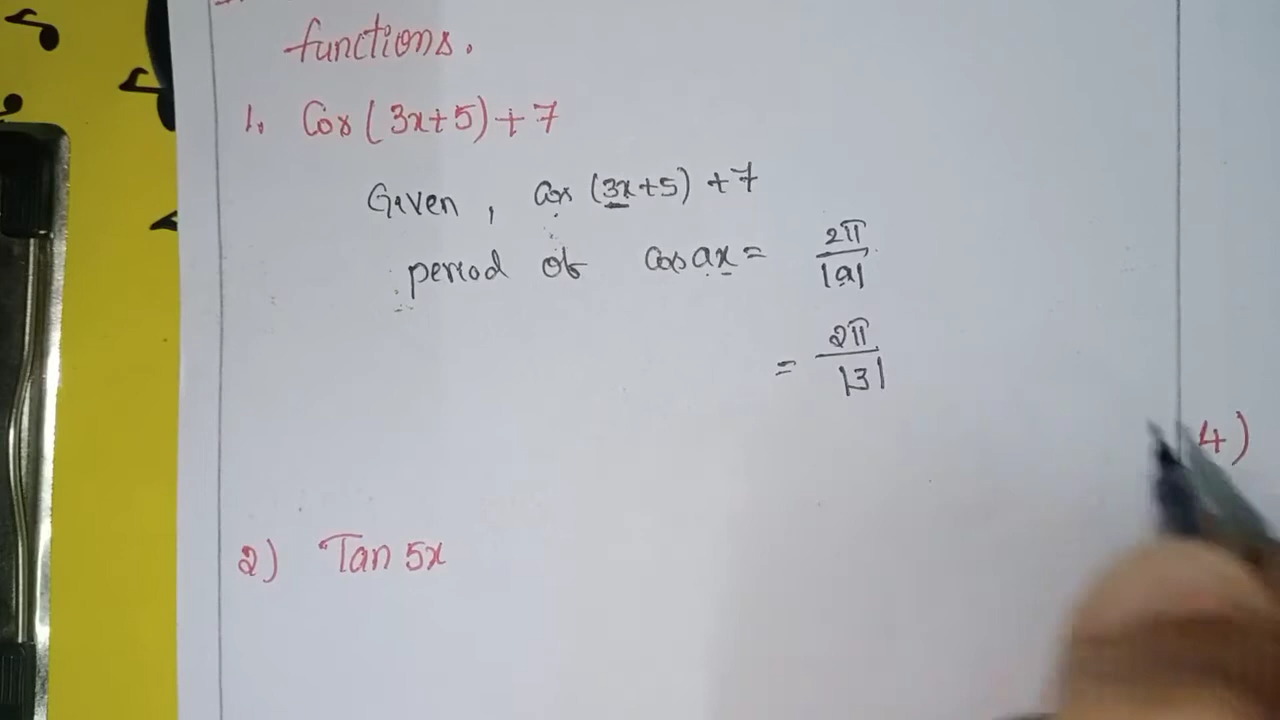 functions.
1. Cos (3x+5)+7
Given, cos (3x+5) +7
period of cos ax = 2π/|a|
= 2π/|3|
4)
2) Tan 5x